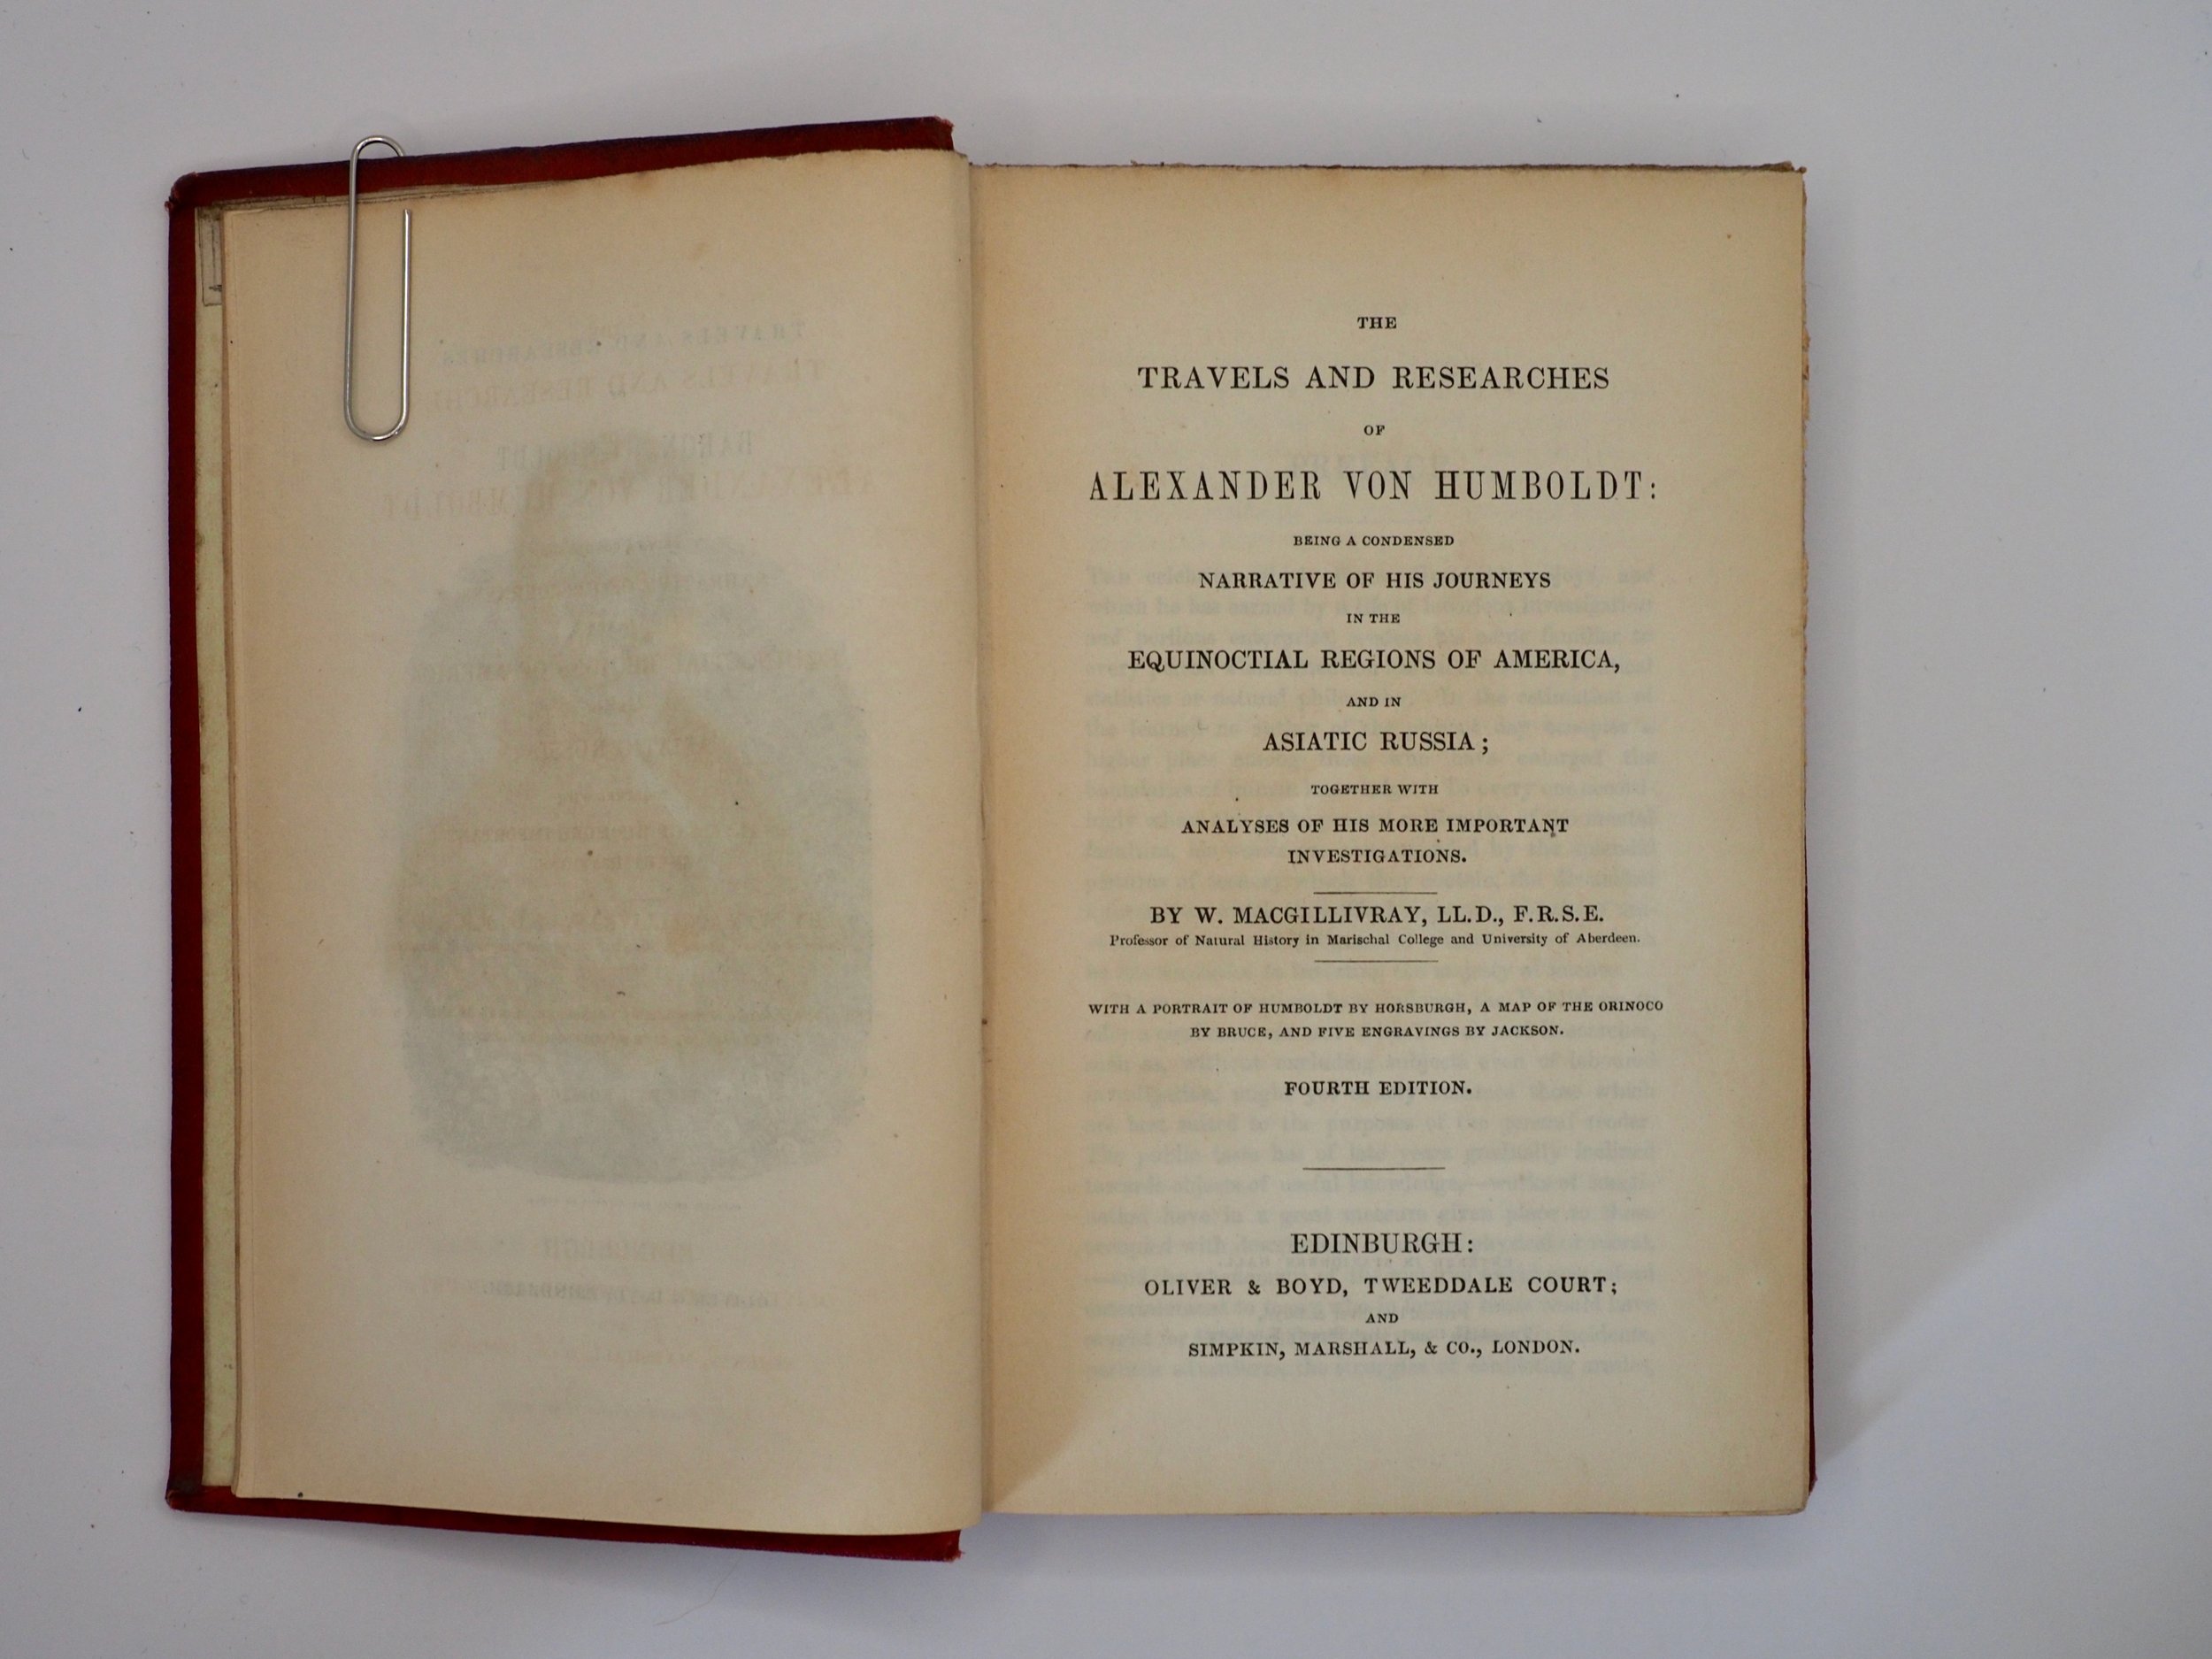 THE
TRAVELS AND RESEARCHES
OF
ALEXANDER VON HUMBOLDT:
BEING A CONDENSED
NARRATIVE OF HIS JOURNEYS
IN THE
EQUINOCTIAL REGIONS OF AMERICA,
AND IN
ASIATIC RUSSIA;
TOGETHER WITH
ANALYSES OF HIS MORE IMPORTANT
INVESTIGATIONS.
BY W. MACGILLIVRAY, LL.D., F.R.S.E.
Professor of Natural History in Marischal College and University of Aberdeen.
WITH A PORTRAIT OF HUMBOLDT BY HORSBURGH, A MAP OF THE ORINOCO
BY BRUCE, AND FIVE ENGRAVINGS BY JACKSON.
FOURTH EDITION.
EDINBURGH:
OLIVER & BOYD, TWEEDDALE COURT;
AND
SIMPKIN, MARSHALL, & CO., LONDON.